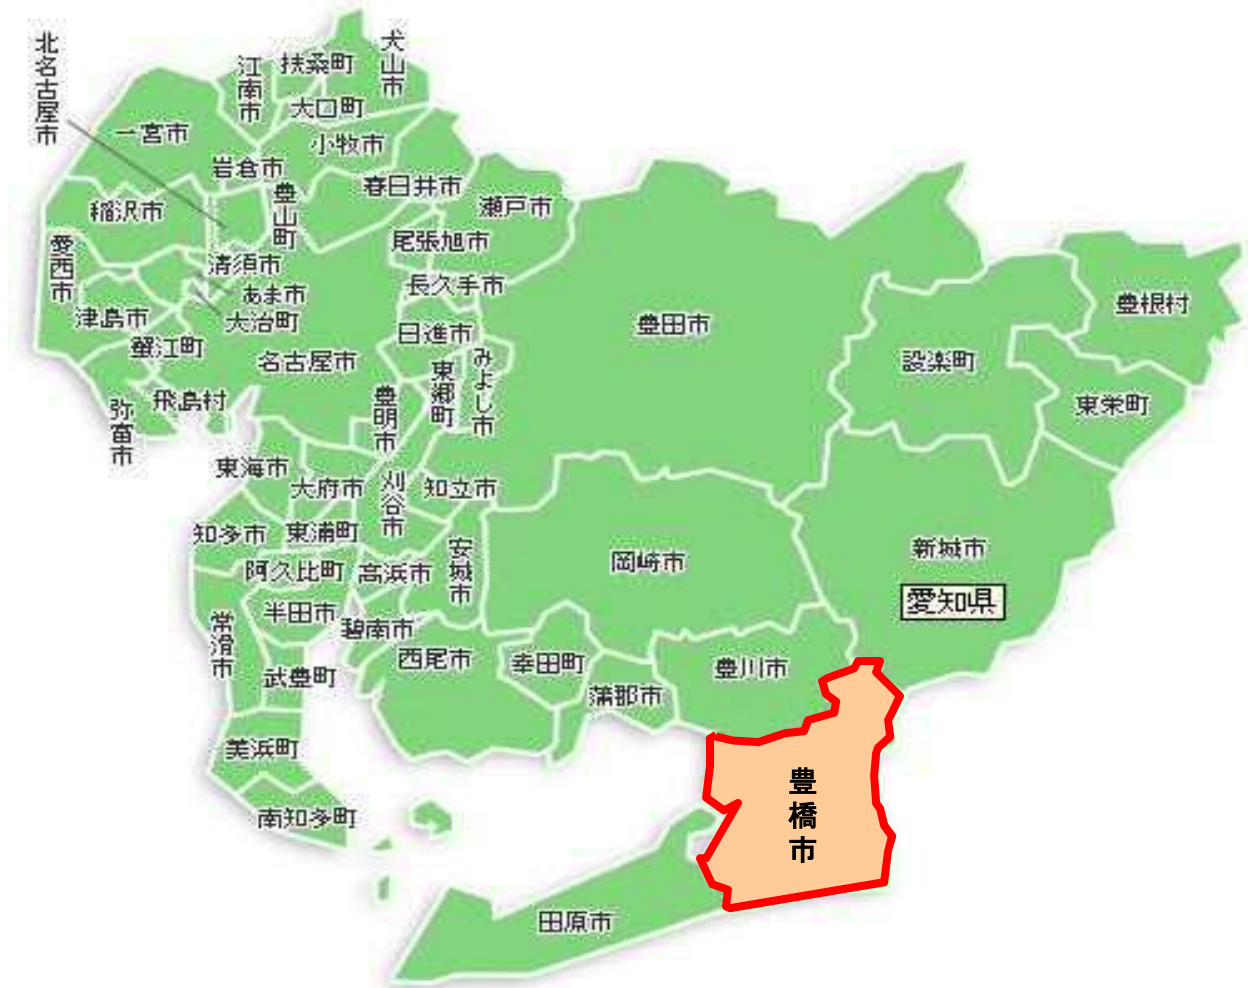 北名古屋市
江南市
扶桑町
犬山市
大口町
一宮市
小牧市
岩倉市
春日井市
豊山町
瀬戸市
稲沢市
尾張旭市
愛西市
清須市
長久手市
あま市
津島市
大治町
日進市
蟹江町
名古屋市
東郷町
みよし市
豊田市
豊根村
設楽町
東栄町
飛島村
弥富市
豊明市
東海市
大府市
刈谷市
知立市
知多市
東浦町
安城市
岡崎市
新城市
阿久比町
高浜市
愛知県
半田市
碧南市
常滑市
西尾市
幸田町
豊川市
武豊町
蒲郡市
美浜町
豊橋市
南知多町
田原市